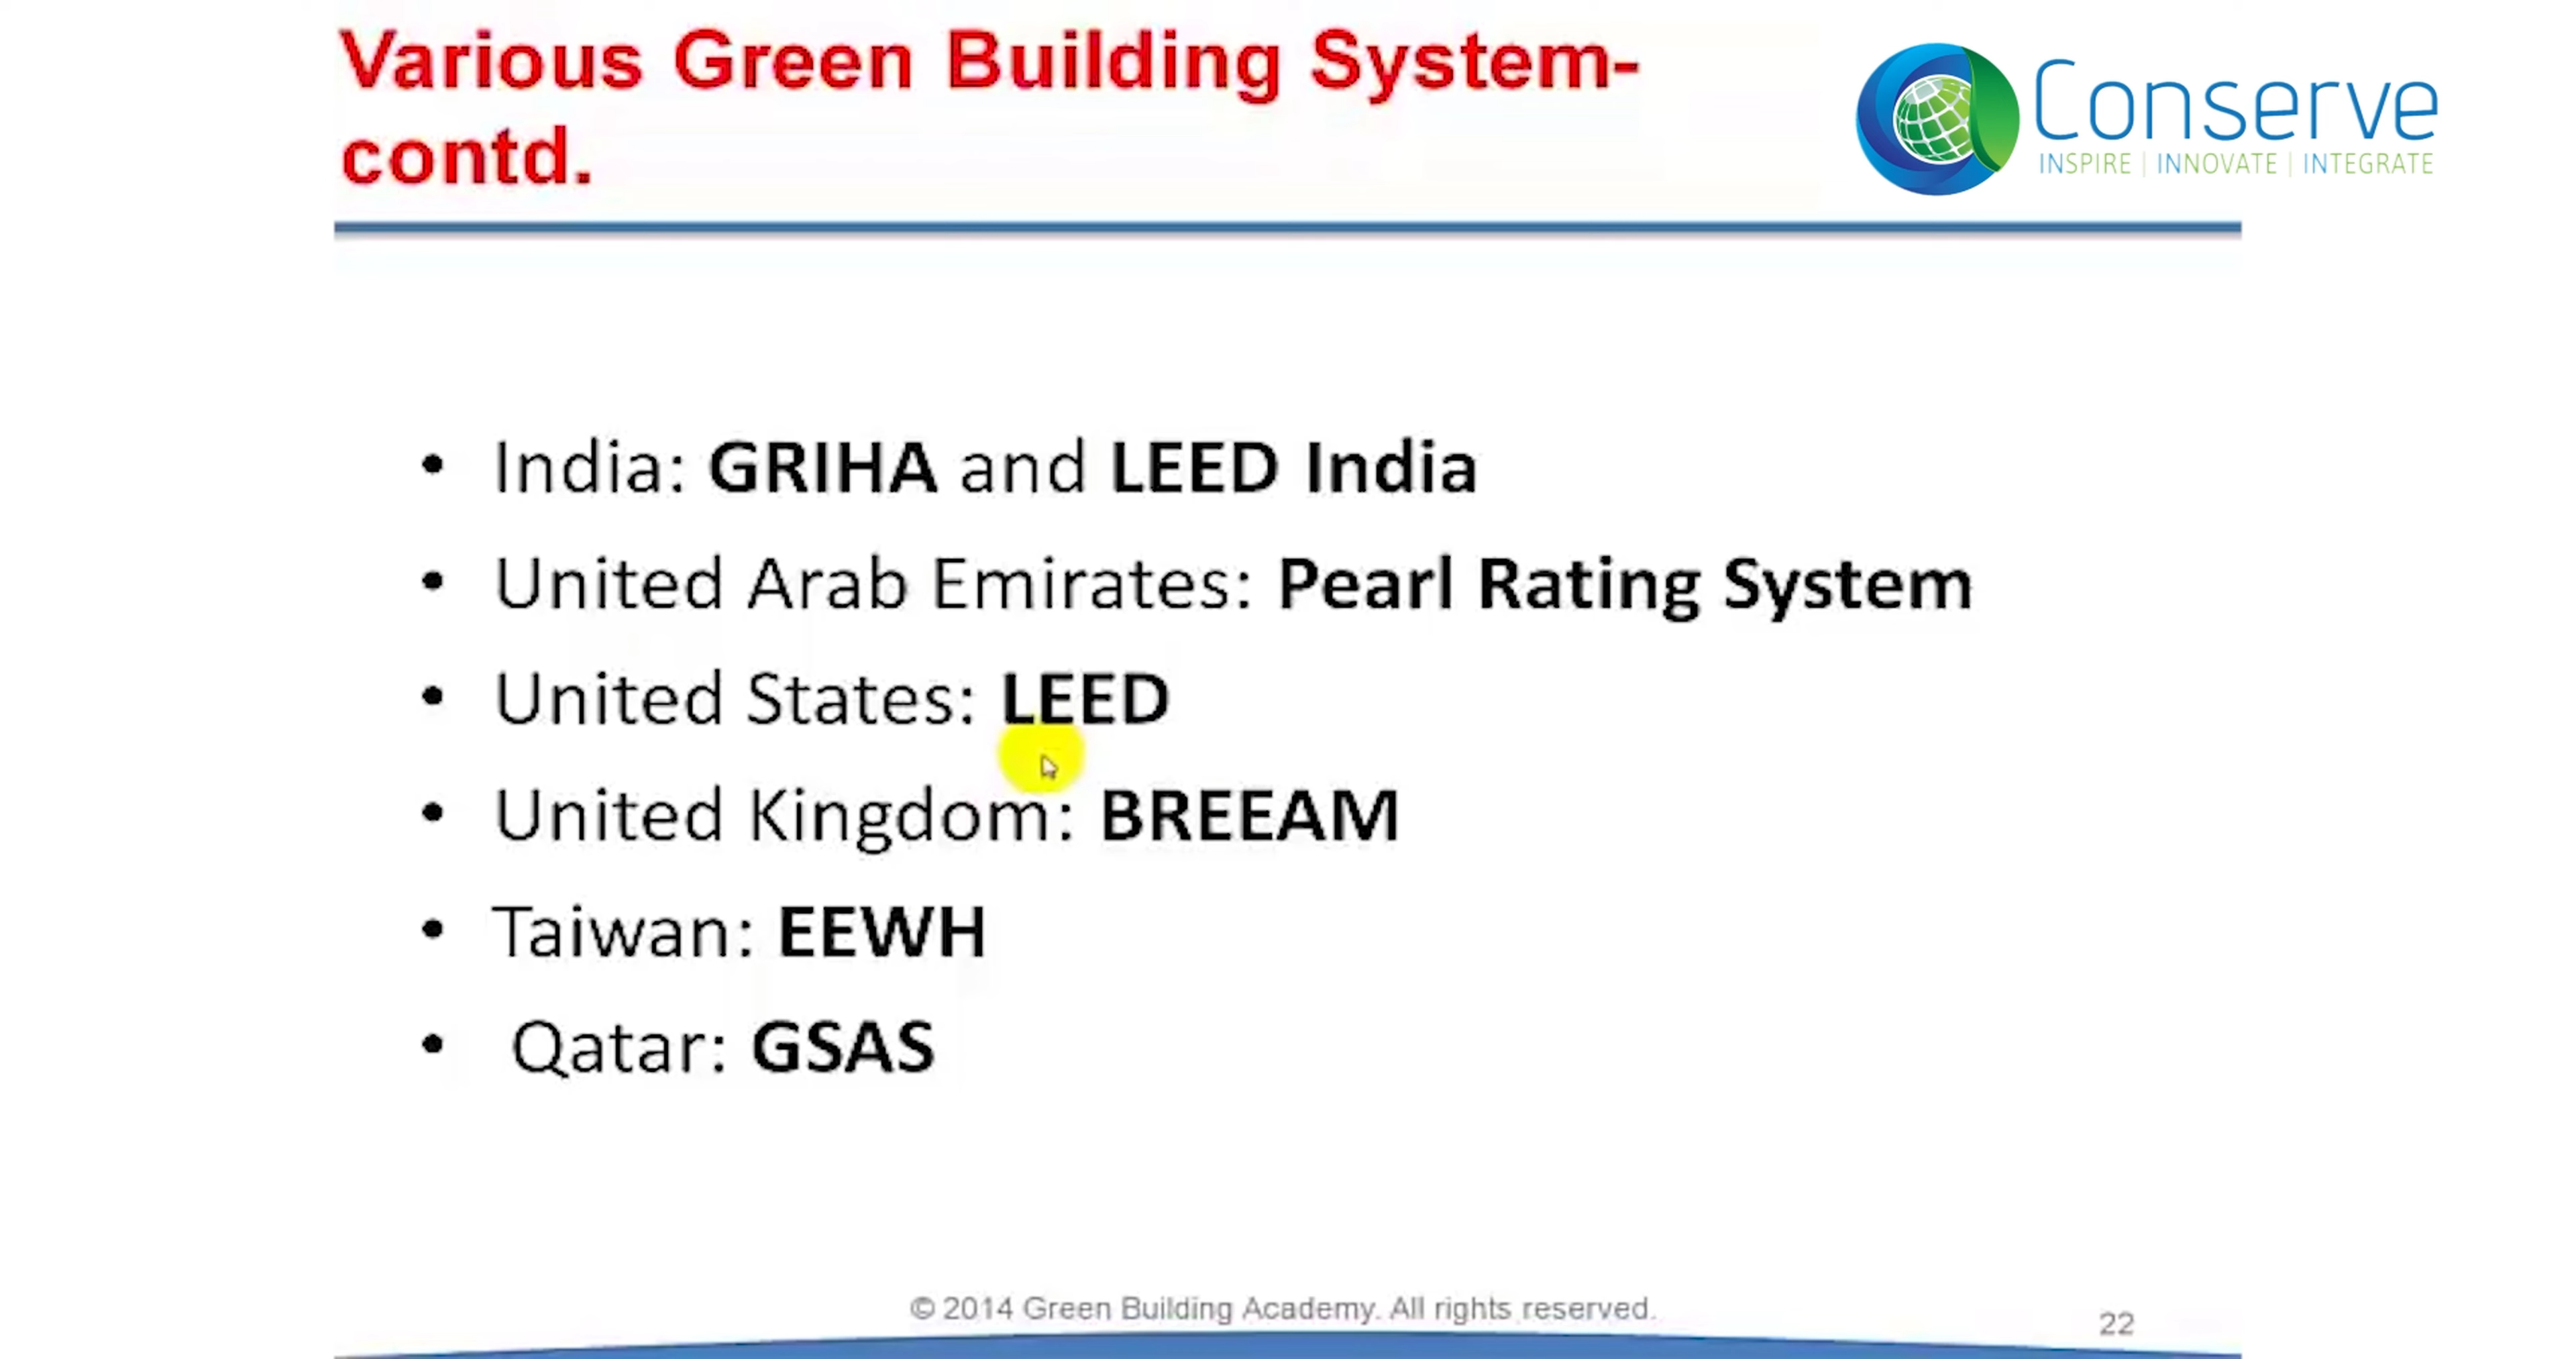 Various Green Building System-
contd.
Conserve
INSPIRE | INNOVATE | INTEGRATE
• India: GRIHA and LEED India
• United Arab Emirates: Pearl Rating System
• United States: LEED
• United Kingdom: BREEAM
• Taiwan: EEWH
• Qatar: GSAS
© 2014 Green Building Academy. All rights reserved.
22